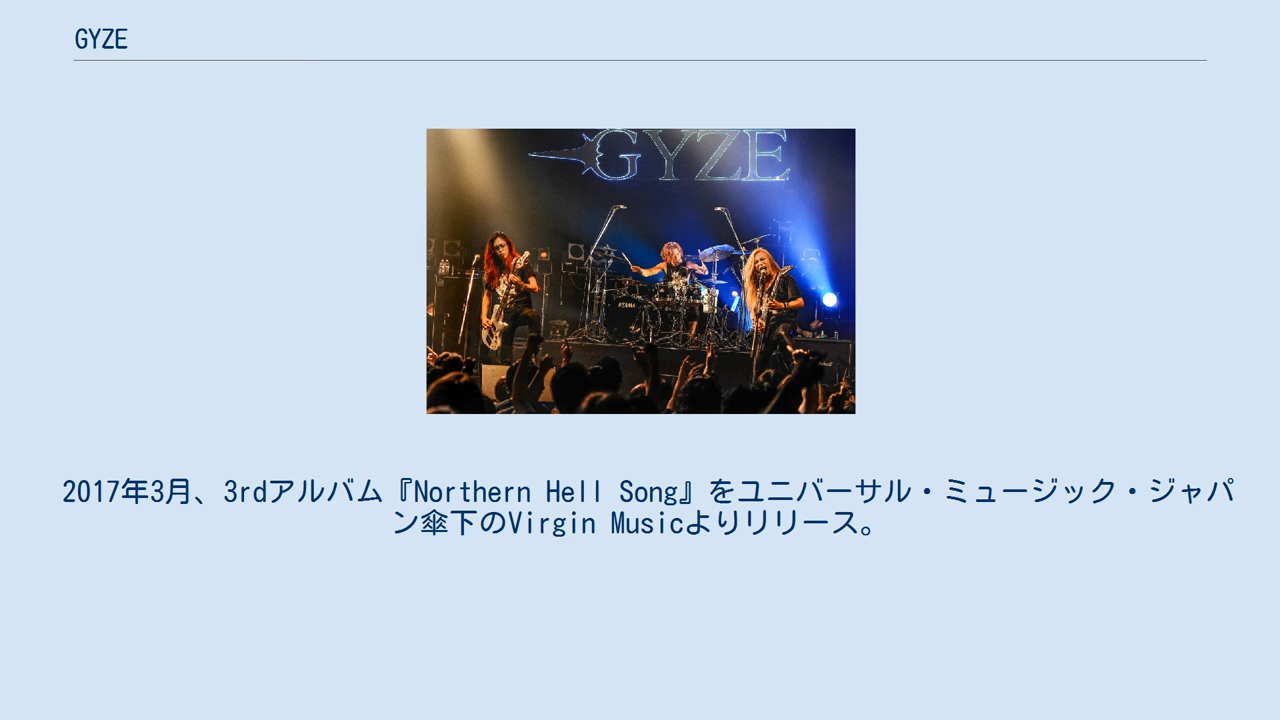 GYZE
GYZE
TAMA
2017年3月、3rdアルバム『Northern Hell Song』をユニバーサル・ミュージック・ジャパ
ン傘下のVirgin Musicよりリリース。